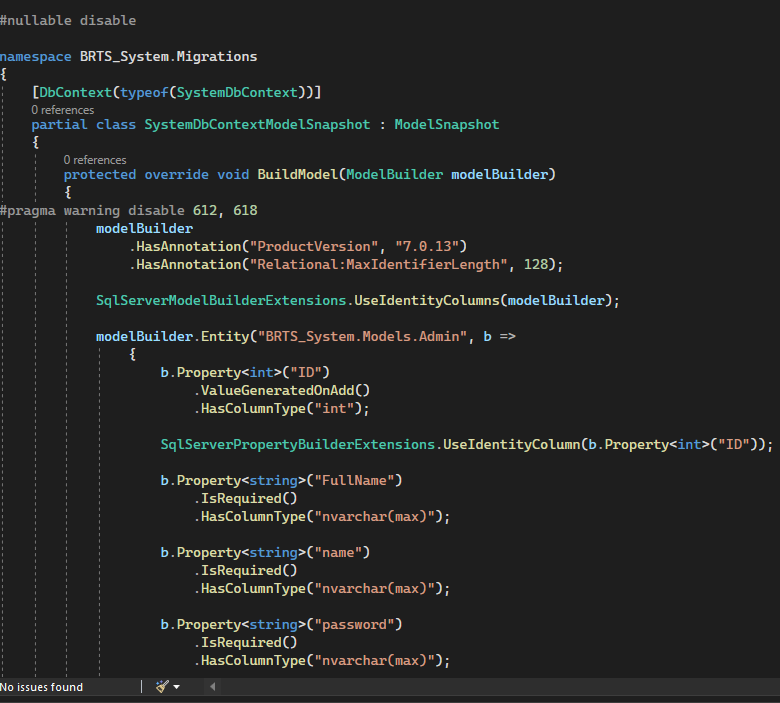 #nullable disable
namespace BRTS_System.Migrations
{
[DbContext(typeof(SystemDbContext))]
0 references
partial class SystemDbContextModelSnapshot : ModelSnapshot
{
0 references
protected override void BuildModel(ModelBuilder modelBuilder)
{
#pragma warning disable 612, 618
modelBuilder
.HasAnnotation("ProductVersion", "7.0.13")
.HasAnnotation("Relational:MaxIdentifierLength", 128);
SqlServerModelBuilderExtensions.UseIdentityColumns(modelBuilder);
modelBuilder.Entity("BRTS_System.Models.Admin", b =>
{
b.Property<int>("ID")
.ValueGeneratedOnAdd()
.HasColumnType("int");
SqlServerPropertyBuilderExtensions.UseIdentityColumn(b.Property<int>("ID"));
b.Property<string>("FullName")
.IsRequired()
.HasColumnType("nvarchar(max)");
b.Property<string>("name")
.IsRequired()
.HasColumnType("nvarchar(max)");
b.Property<string>("password")
.IsRequired()
.HasColumnType("nvarchar(max)");
No issues found